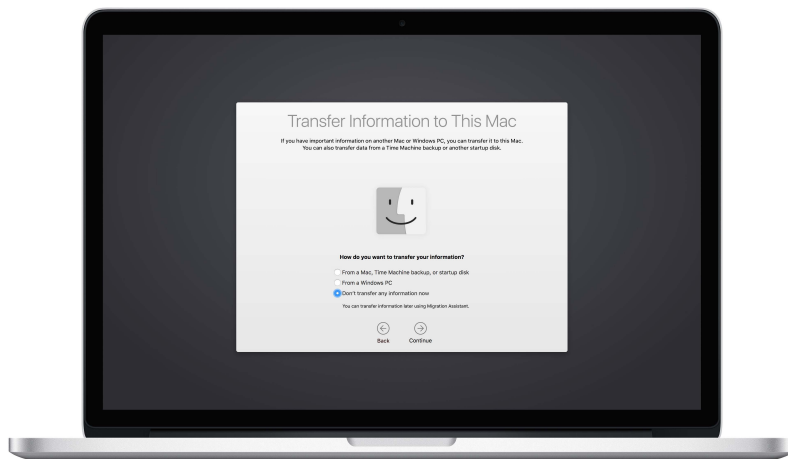 Transfer Information to This Mac
If you have important information on another Mac or Windows PC, you can transfer it to this Mac.
You can also transfer data from a Time Machine backup or another startup disk.
How do you want to transfer your information?
From a Mac, Time Machine backup, or startup disk
From a Windows PC
Don't transfer any information now
You can transfer information later using Migration Assistant.
Back
Continue